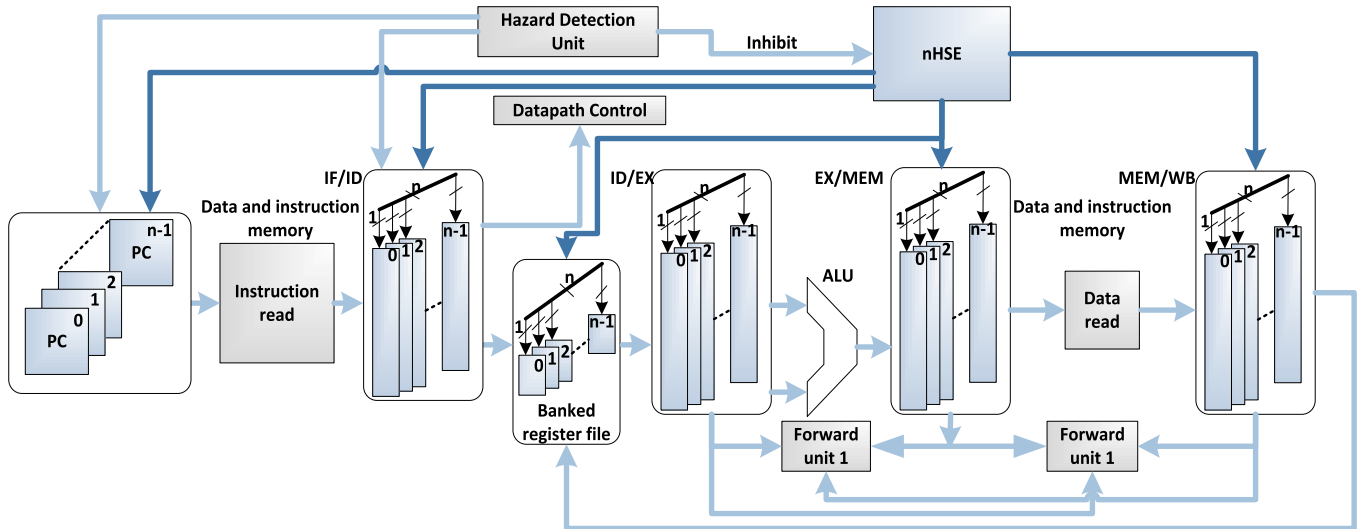 Hazard Detection
Unit
Inhibit
nHSE
Datapath Control
IF/ID
ID/EX
EX/MEM
MEM/WB
Data and instruction
memory
Data and instruction
memory
n-1
PC
2
1
0
PC
Instruction
read
n
1
0
1
2
n-1
n
1
0
1
2
n-1
Banked
register file
n
1
0
1
2
n-1
ALU
n
1
0
1
2
n-1
Data
read
n
1
0
1
2
n-1
Forward
unit 1
Forward
unit 1